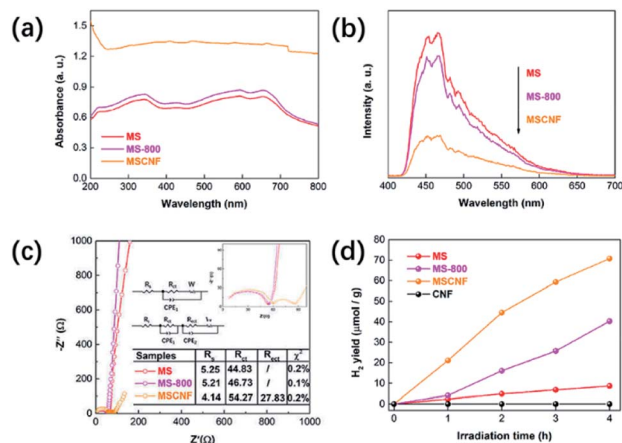 (a)
1.5
1.2
0.9
0.6
0.3
0.0
Absorbance (a. u.)
MS
MS-800
MSCNF
200 300 400 500 600 700 800
Wavelength (nm)
(b)
Intensity (a. u.)
MS
MS-800
MSCNF
400 450 500 550 600 650 700
Wavelength (nm)
(c)
1000
800
600
400
200
0
-Z'' (Ω)
Samples Rs Rct Rect χ²
MS 5.25 44.83 / 0.2%
MS-800 5.21 46.73 / 0.1%
MSCNF 4.14 54.27 27.83 0.2%
0 200 400 600 800 1000
Z'(Ω)
(d)
80
70
60
50
40
30
20
10
0
H2 yield (μmol / g)
MS
MS-800
MSCNF
CNF
0 1 2 3 4
Irradiation time (h)